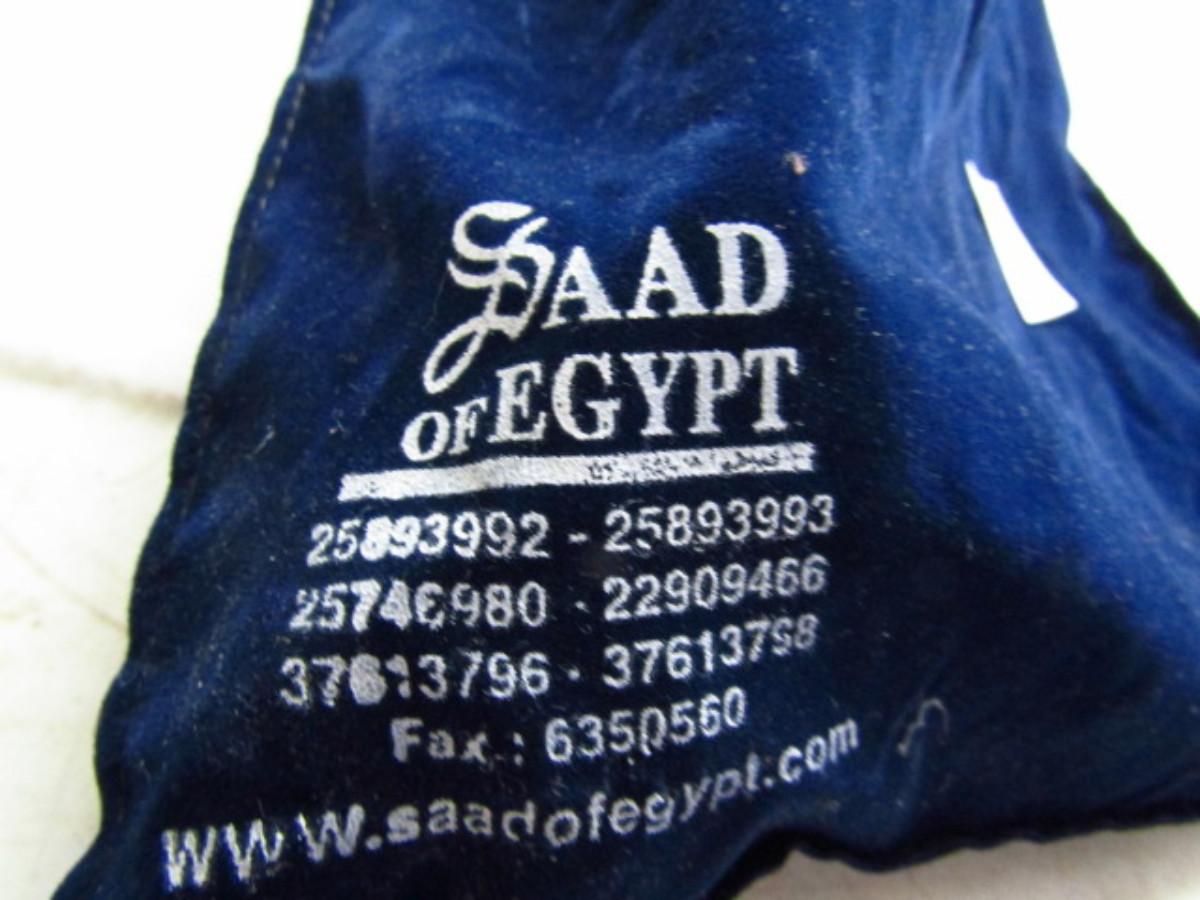 SAAD
OF EGYPT
25893992 - 25893993
25746980 - 22909466
37613796 - 37613798
Fax : 6350560
www.saadofegypt.com